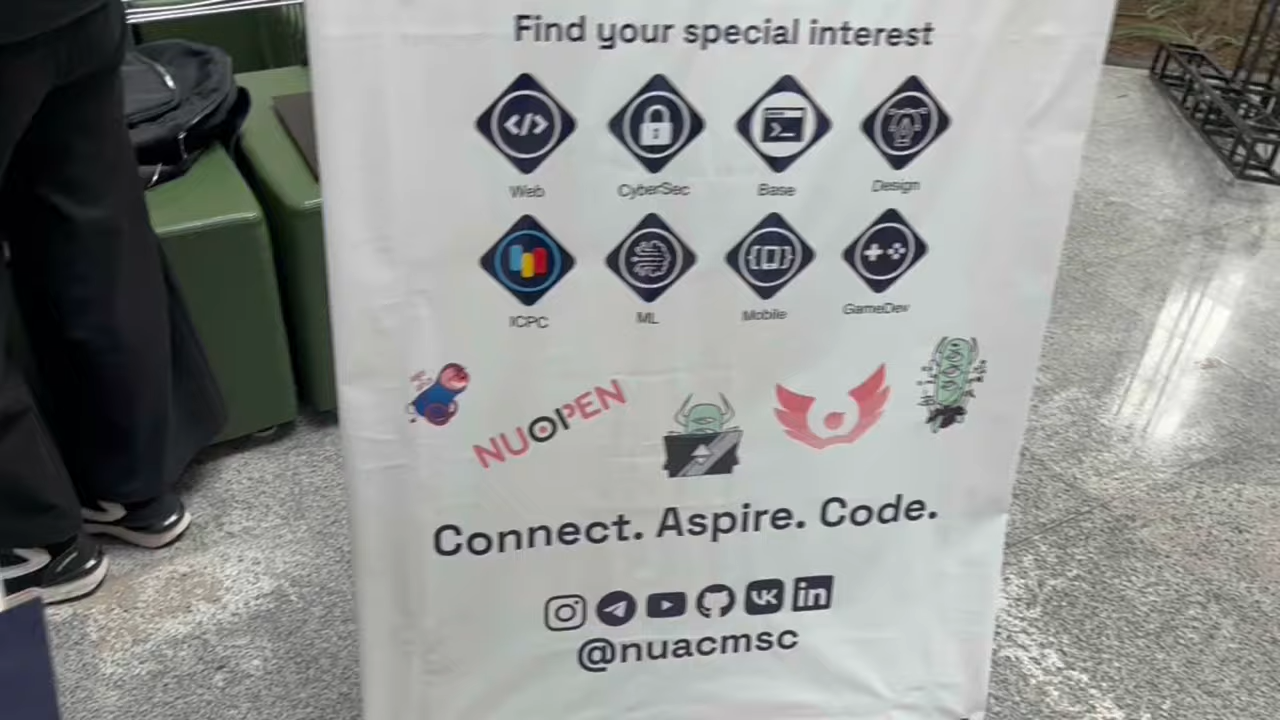 Find your special interest
Web CyberSec Base Design
ICPC ML Mobile GameDev
NUOPEN
Connect. Aspire. Code.
@nuacmsc